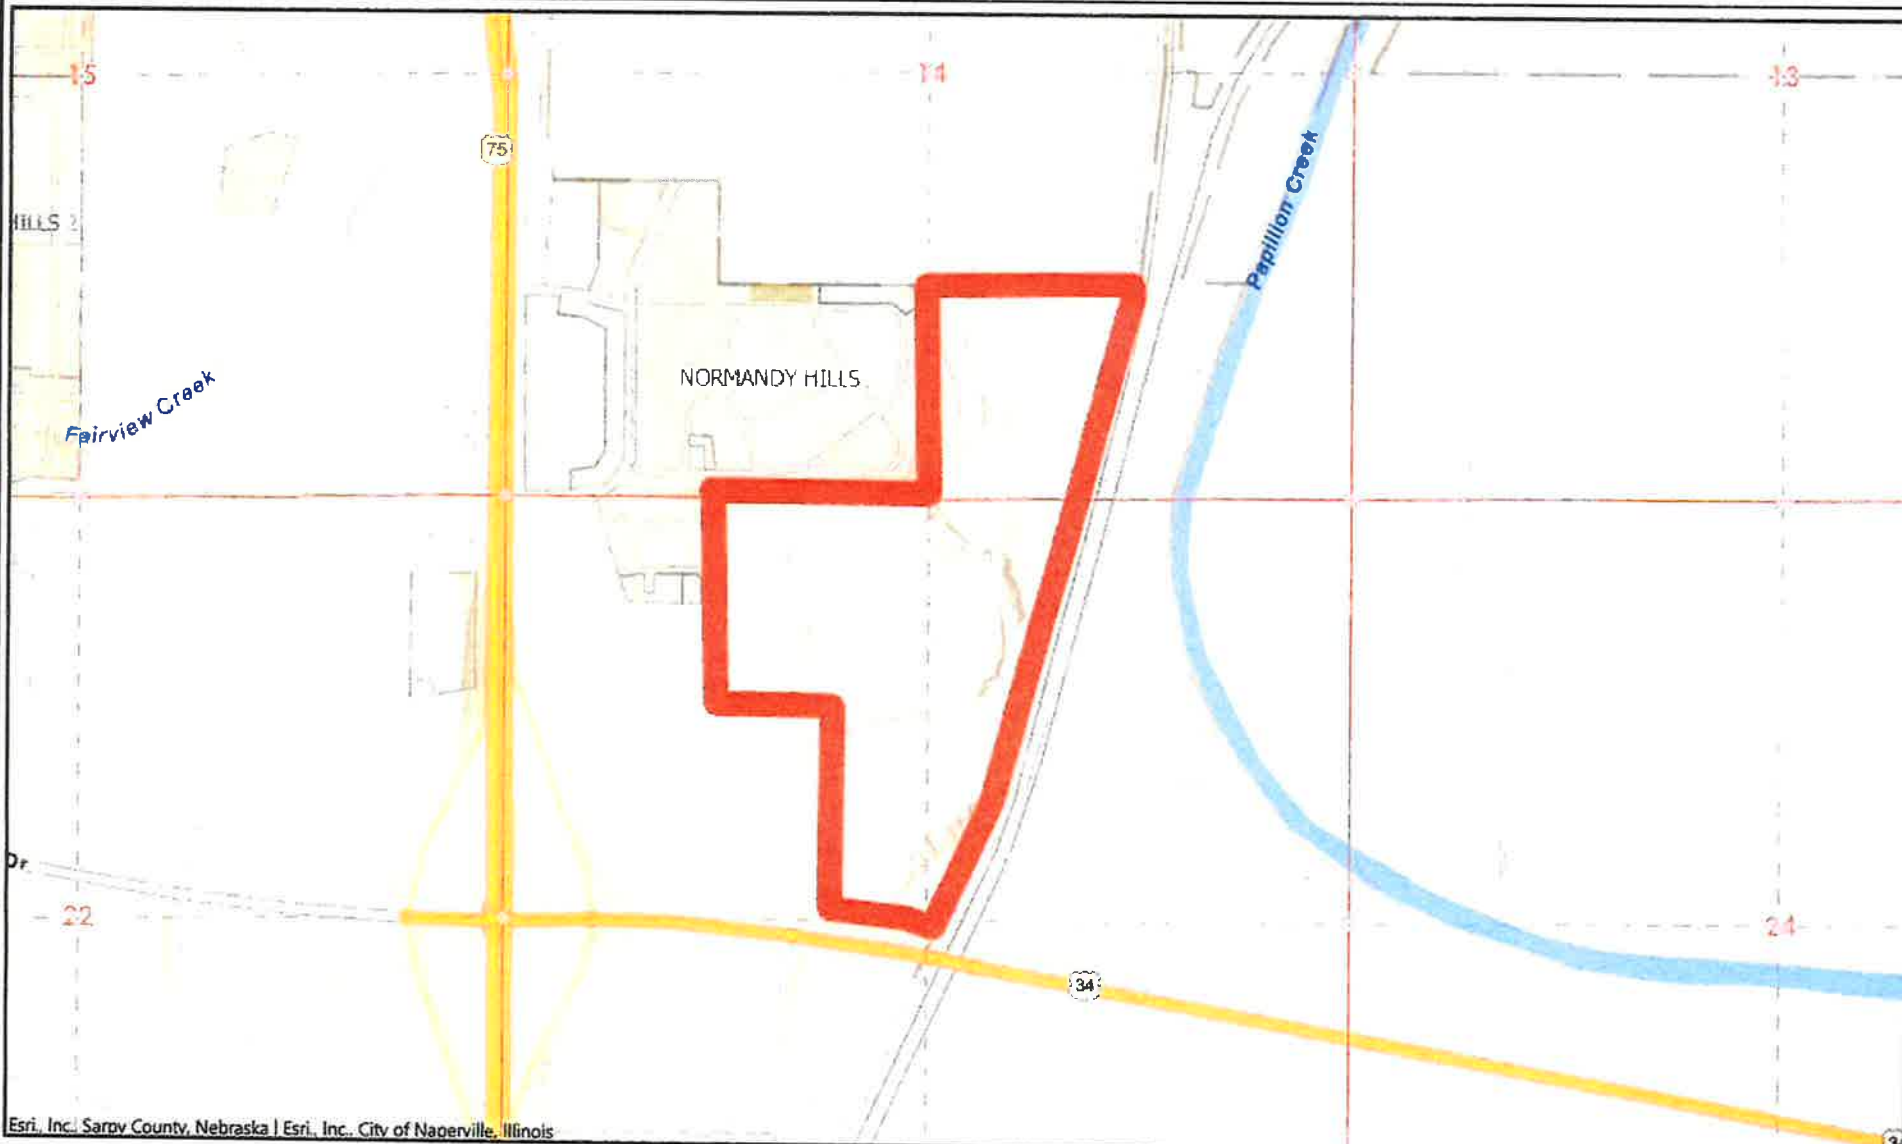 15
14
13
75
HILLS 2
Papillion Creek
NORMANDY HILLS
Fairview Creek
Dr
22
24
34
Esri., Inc. Sarpy County, Nebraska | Esri., Inc., City of Naperville, Illinois